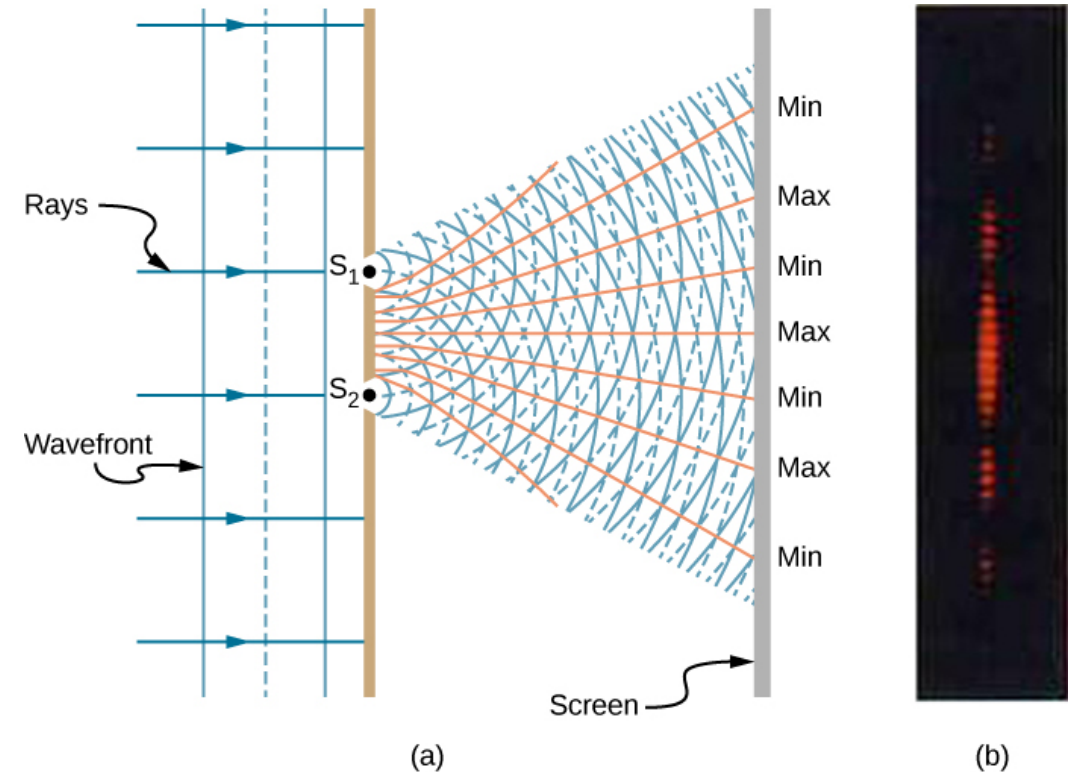 Min
Max
Rays
S1
Min
Max
S2
Min
Wavefront
Max
Min
Screen
(a)
(b)